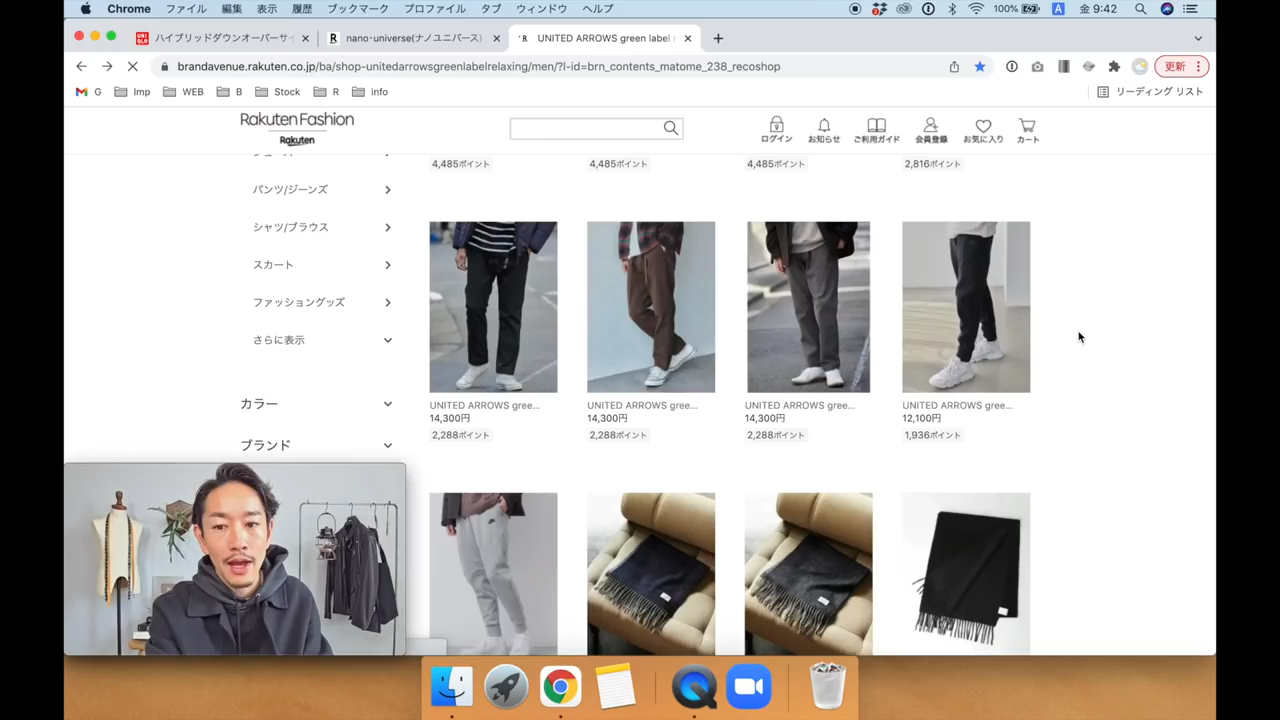 Chrome ファイル 編集 表示 履歴 ブックマーク プロファイル タブ ウィンドウ ヘルプ 100% A 金 9:42
ハイブリッドダウンオーバーサイ
nano･universe(ナノユニバース)
UNITED ARROWS green label r
brandavenue.rakuten.co.jp/ba/shop-unitedarrowsgreenlabelrelaxing/men/?l-id=brn_contents_matome_238_recoshop
更新
G Imp WEB B Stock R info リーディング リスト
Rakuten Fashion
Rakuten
ログイン お知らせ ご利用ガイド 会員登録 お気に入り カート
4,485ポイント 4,485ポイント 4,485ポイント 2,816ポイント
パンツ/ジーンズ
シャツ/ブラウス
スカート
ファッショングッズ
さらに表示
カラー
ブランド
UNITED ARROWS gree... UNITED ARROWS gree... UNITED ARROWS gree... UNITED ARROWS gree...
14,300円 14,300円 14,300円 12,100円
2,288ポイント 2,288ポイント 2,288ポイント 1,936ポイント